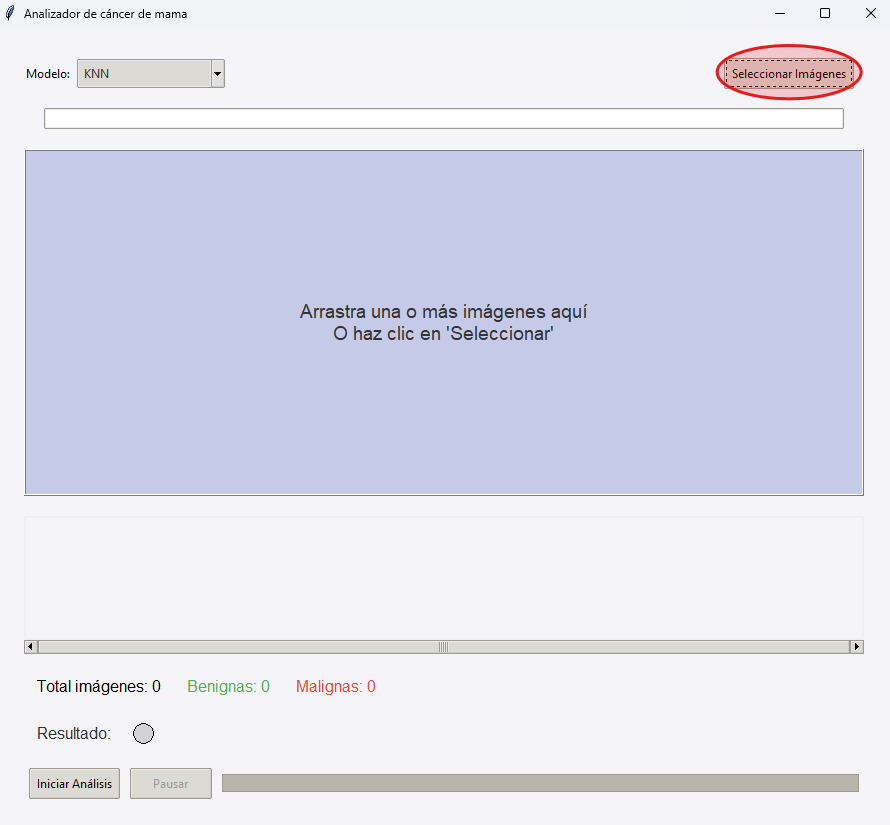 Analizador de cáncer de mama
Modelo: KNN
Seleccionar Imágenes
Arrastra una o más imágenes aquí
O haz clic en 'Seleccionar'
Total imágenes: 0 Benignas: 0 Malignas: 0
Resultado:
Iniciar Análisis Pausar